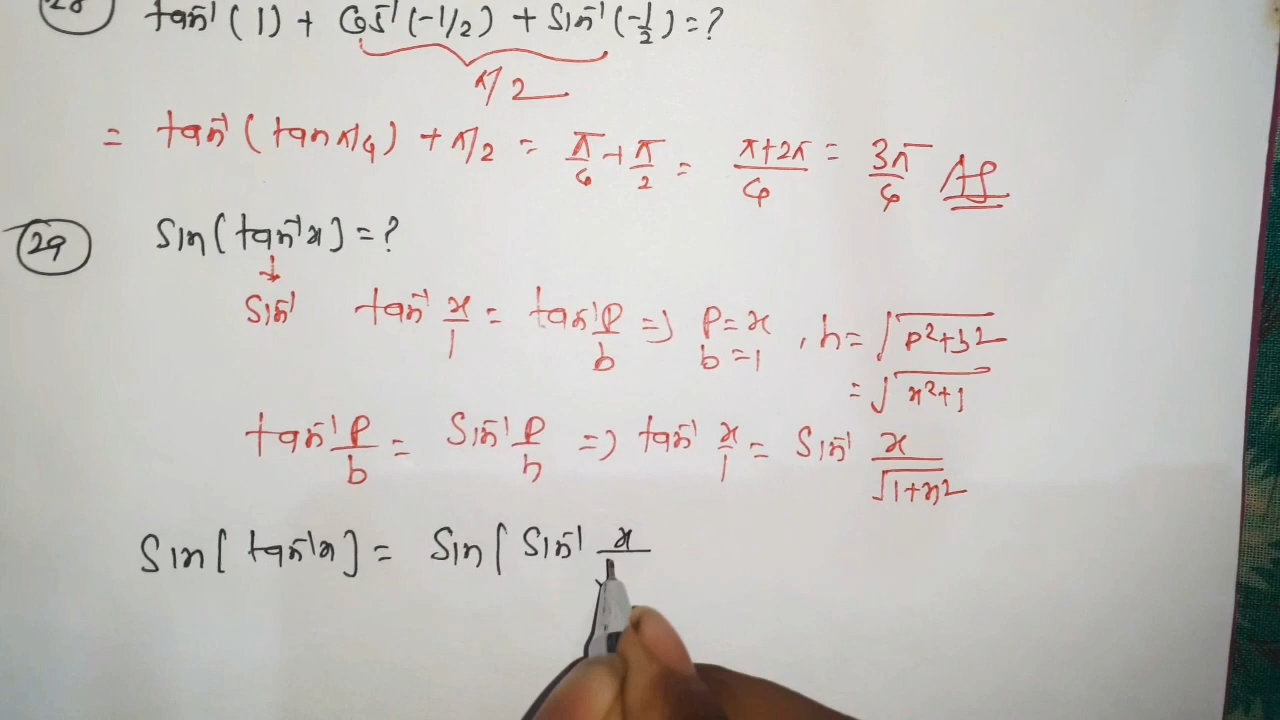 28 tan⁻¹(1) + Cos⁻¹(-1/2) + Sin⁻¹(-1/2) = ?
π/2
= tan⁻¹(tan π/4) + π/2 = π/4 + π/2 = (π+2π)/4 = 3π/4
29 Sin[tan⁻¹x] = ?
↓
Sin⁻¹ tan⁻¹ x/1 = tan⁻¹ P/b => P = x , h = √(P²+b²)
b = 1 = √(x²+1)
tan⁻¹ P/b = Sin⁻¹ P/h => tan⁻¹ x/1 = Sin⁻¹ x/√(1+x²)
Sin[tan⁻¹x] = Sin[Sin⁻¹ x